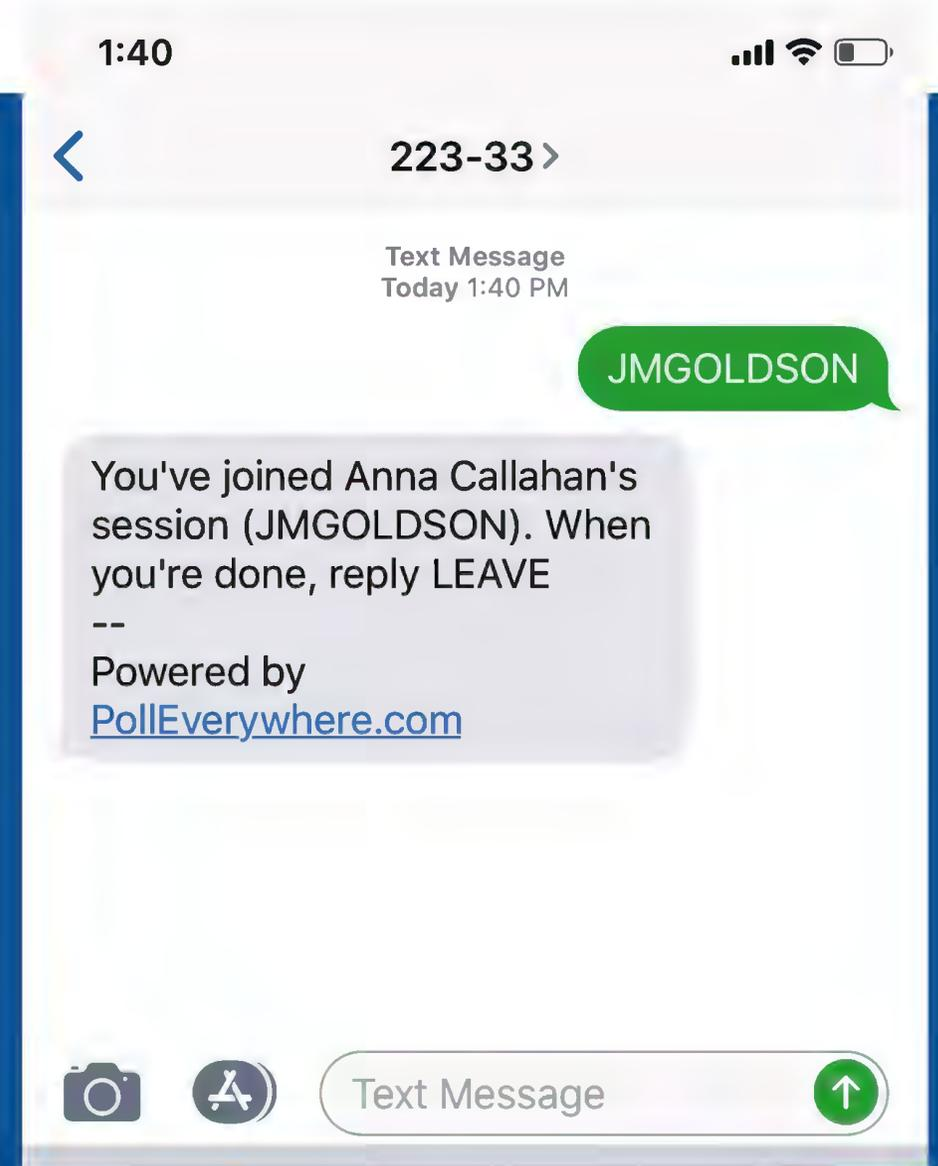 1:40
223-33
Text Message
Today 1:40 PM
JMGOLDSON
You've joined Anna Callahan's
session (JMGOLDSON). When
you're done, reply LEAVE
--
Powered by
PollEverywhere.com
Text Message